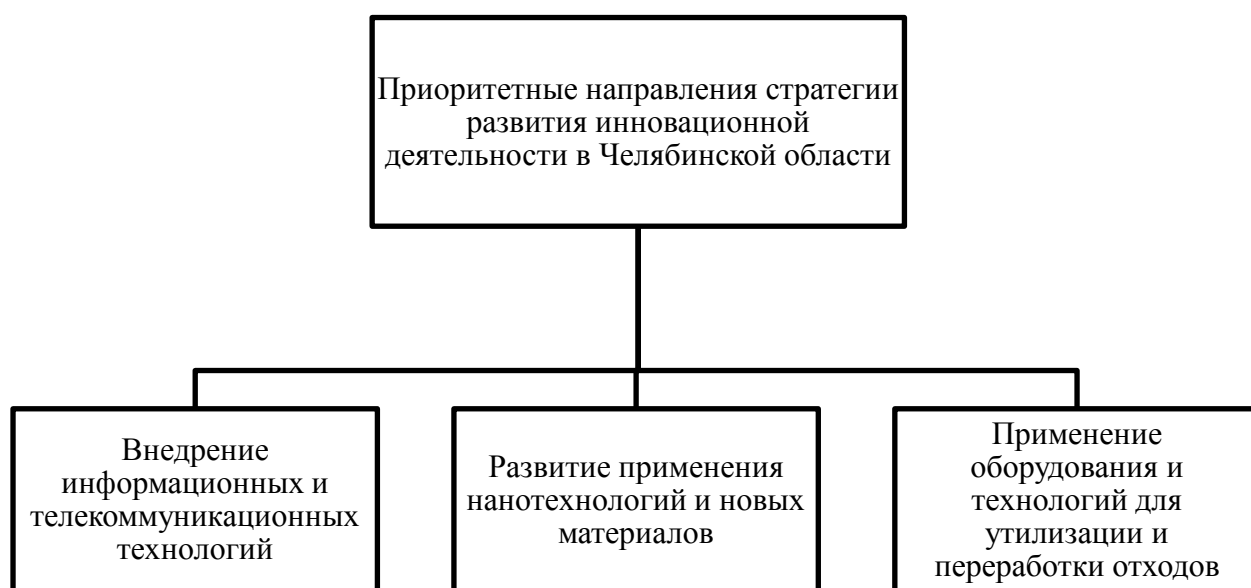 Приоритетные направления стратегии
развития инновационной
деятельности в Челябинской области
Внедрение
информационных и
телекоммуникационных
технологий
Развитие применения
нанотехнологий и новых
материалов
Применение
оборудования и
технологий для
утилизации и
переработки отходов